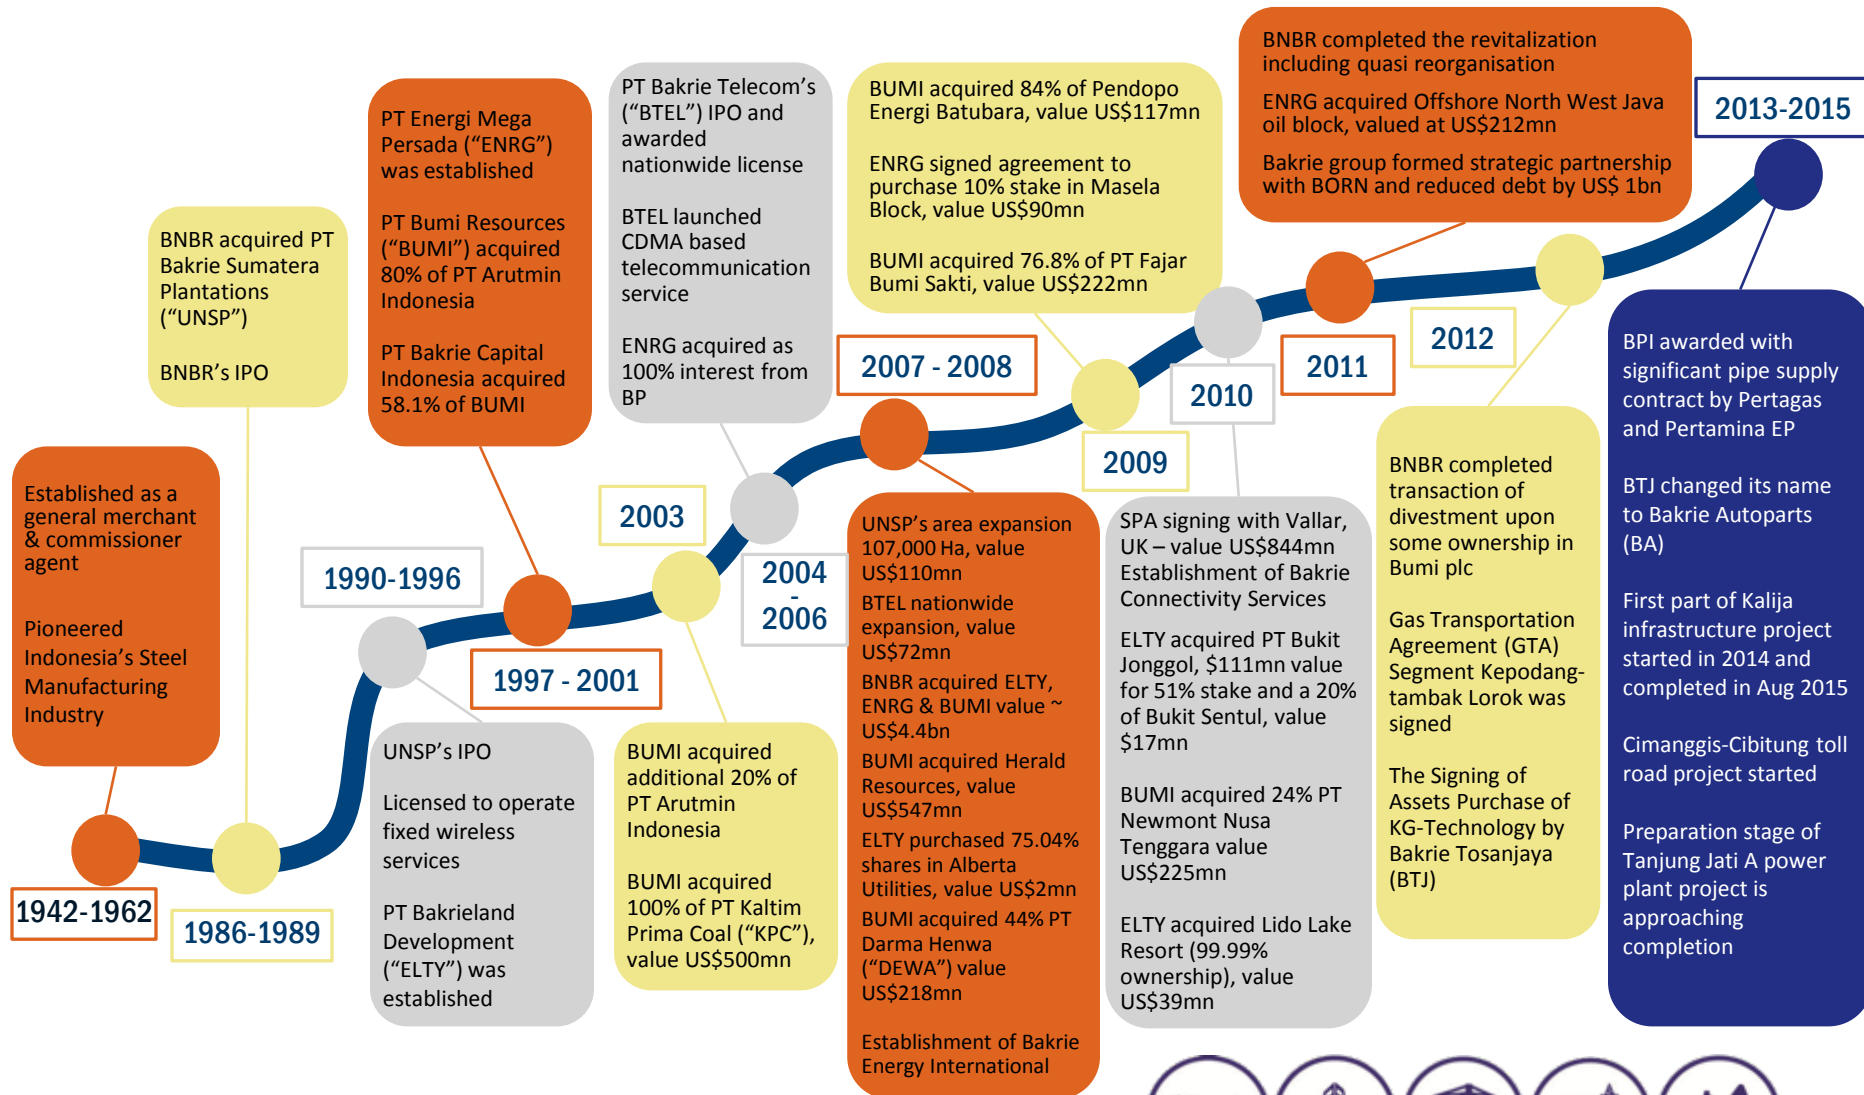 Established as a
general merchant
& commissioner
agent
Pioneered
Indonesia's Steel
Manufacturing
Industry
1942-1962
BNBR acquired PT
Bakrie Sumatera
Plantations
("UNSP")
BNBR's IPO
1986-1989
1990-1996
UNSP's IPO
Licensed to operate
fixed wireless
services
PT Bakrieland
Development
("ELTY") was
established
PT Energi Mega
Persada ("ENRG")
was established
PT Bumi Resources
("BUMI") acquired
80% of PT Arutmin
Indonesia
PT Bakrie Capital
Indonesia acquired
58.1% of BUMI
1997 - 2001
2003
BUMI acquired
additional 20% of
PT Arutmin
Indonesia
BUMI acquired
100% of PT Kaltim
Prima Coal ("KPC"),
value US$500mn
PT Bakrie Telecom's
("BTEL") IPO and
awarded
nationwide license
BTEL launched
CDMA based
telecommunication
service
ENRG acquired as
100% interest from
BP
2004
-
2006
2007 - 2008
UNSP's area expansion
107,000 Ha, value
US$110mn
BTEL nationwide
expansion, value
US$72mn
BNBR acquired ELTY,
ENRG & BUMI value ~
US$4.4bn
BUMI acquired Herald
Resources, value
US$547mn
ELTY purchased 75.04%
shares in Alberta
Utilities, value US$2mn
BUMI acquired 44% PT
Darma Henwa
("DEWA") value
US$218mn
Establishment of Bakrie
Energy International
BUMI acquired 84% of Pendopo
Energi Batubara, value US$117mn
ENRG signed agreement to
purchase 10% stake in Masela
Block, value US$90mn
BUMI acquired 76.8% of PT Fajar
Bumi Sakti, value US$222mn
2009
2010
SPA signing with Vallar,
UK – value US$844mn
Establishment of Bakrie
Connectivity Services
ELTY acquired PT Bukit
Jonggol, $111mn value
for 51% stake and a 20%
of Bukit Sentul, value
$17mn
BUMI acquired 24% PT
Newmont Nusa
Tenggara value
US$225mn
ELTY acquired Lido Lake
Resort (99.99%
ownership), value
US$39mn
BNBR completed the revitalization
including quasi reorganisation
ENRG acquired Offshore North West Java
oil block, valued at US$212mn
Bakrie group formed strategic partnership
with BORN and reduced debt by US$ 1bn
2011
2012
BNBR completed
transaction of
divestment upon
some ownership in
Bumi plc
Gas Transportation
Agreement (GTA)
Segment Kepodang-
tambak Lorok was
signed
The Signing of
Assets Purchase of
KG-Technology by
Bakrie Tosanjaya
(BTJ)
2013-2015
BPI awarded with
significant pipe supply
contract by Pertagas
and Pertamina EP
BTJ changed its name
to Bakrie Autoparts
(BA)
First part of Kalija
infrastructure project
started in 2014 and
completed in Aug 2015
Cimanggis-Cibitung toll
road project started
Preparation stage of
Tanjung Jati A power
plant project is
approaching
completion